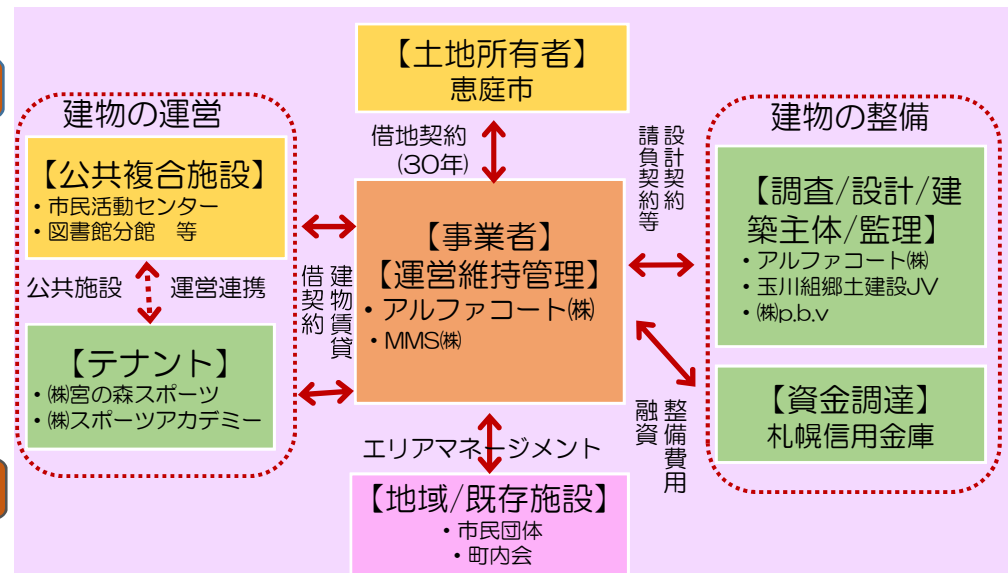 【土地所有者】
恵庭市
建物の運営
【公共複合施設】
・市民活動センター
・図書館分館 等
公共施設 運営連携
【テナント】
・㈱宮の森スポーツ
・㈱スポーツアカデミー
借地契約
(30年)
建物賃貸
借契約
【事業者】
【運営維持管理】
・アルファコート㈱
・MMS㈱
エリアマネージメント
【地域/既存施設】
・市民団体
・町内会
設計契約
請負契約等
整備費用
融資
建物の整備
【調査/設計/建
築主体/監理】
・アルファコート㈱
・玉川組郷土建設JV
・㈱p.b.v
【資金調達】
札幌信用金庫